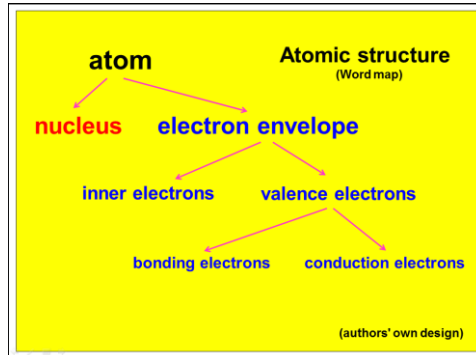 atom
Atomic structure
(Word map)
nucleus electron envelope
inner electrons valence electrons
bonding electrons conduction electrons
(authors' own design)